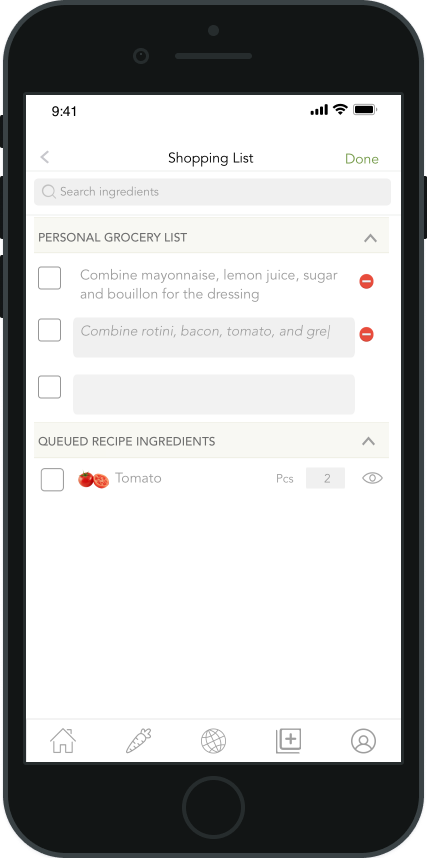 9:41
Shopping List
Done
Search ingredients
PERSONAL GROCERY LIST
Combine mayonnaise, lemon juice, sugar
and bouillon for the dressing
Combine rotini, bacon, tomato, and gre
QUEUED RECIPE INGREDIENTS
Tomato Pcs 2